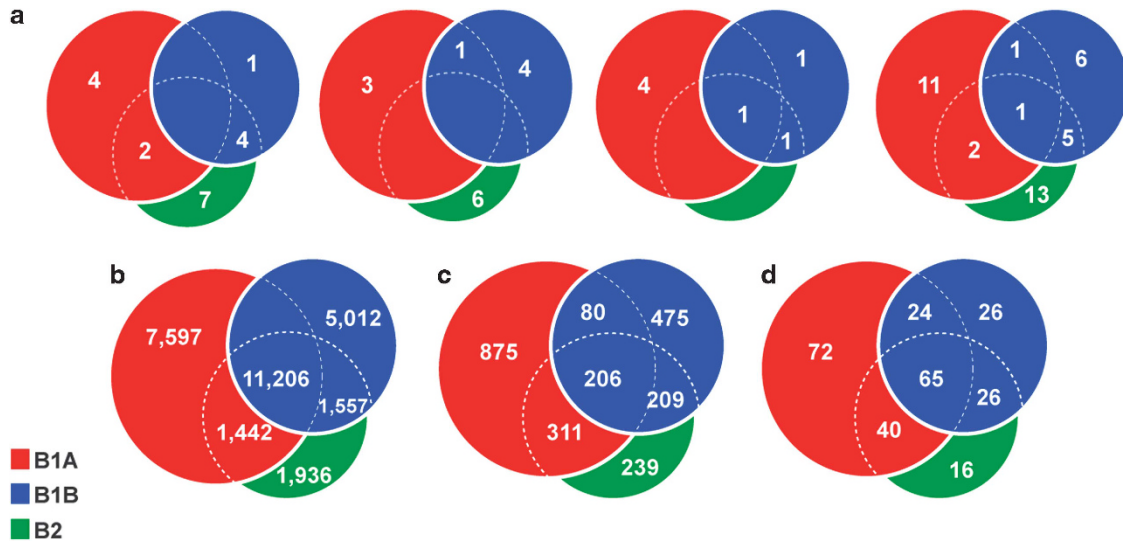 a
4 1 2 4 7
3 1 4 6
4 1 1 1
11 1 6 1 2 5 13
b
7,597 5,012 11,206 1,557 1,442 1,936
c
875 80 475 206 209 311 239
d
72 24 26 65 26 40 16
B1A
B1B
B2